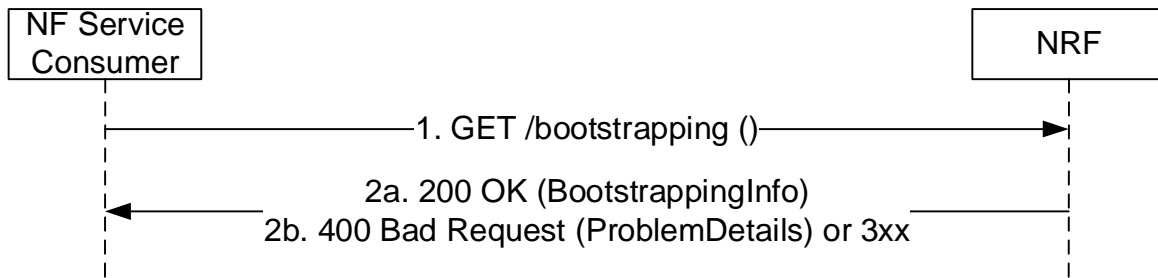 NF Service
Consumer
NRF
1. GET /bootstrapping ()
2a. 200 OK (BootstrappingInfo)
2b. 400 Bad Request (ProblemDetails) or 3xx